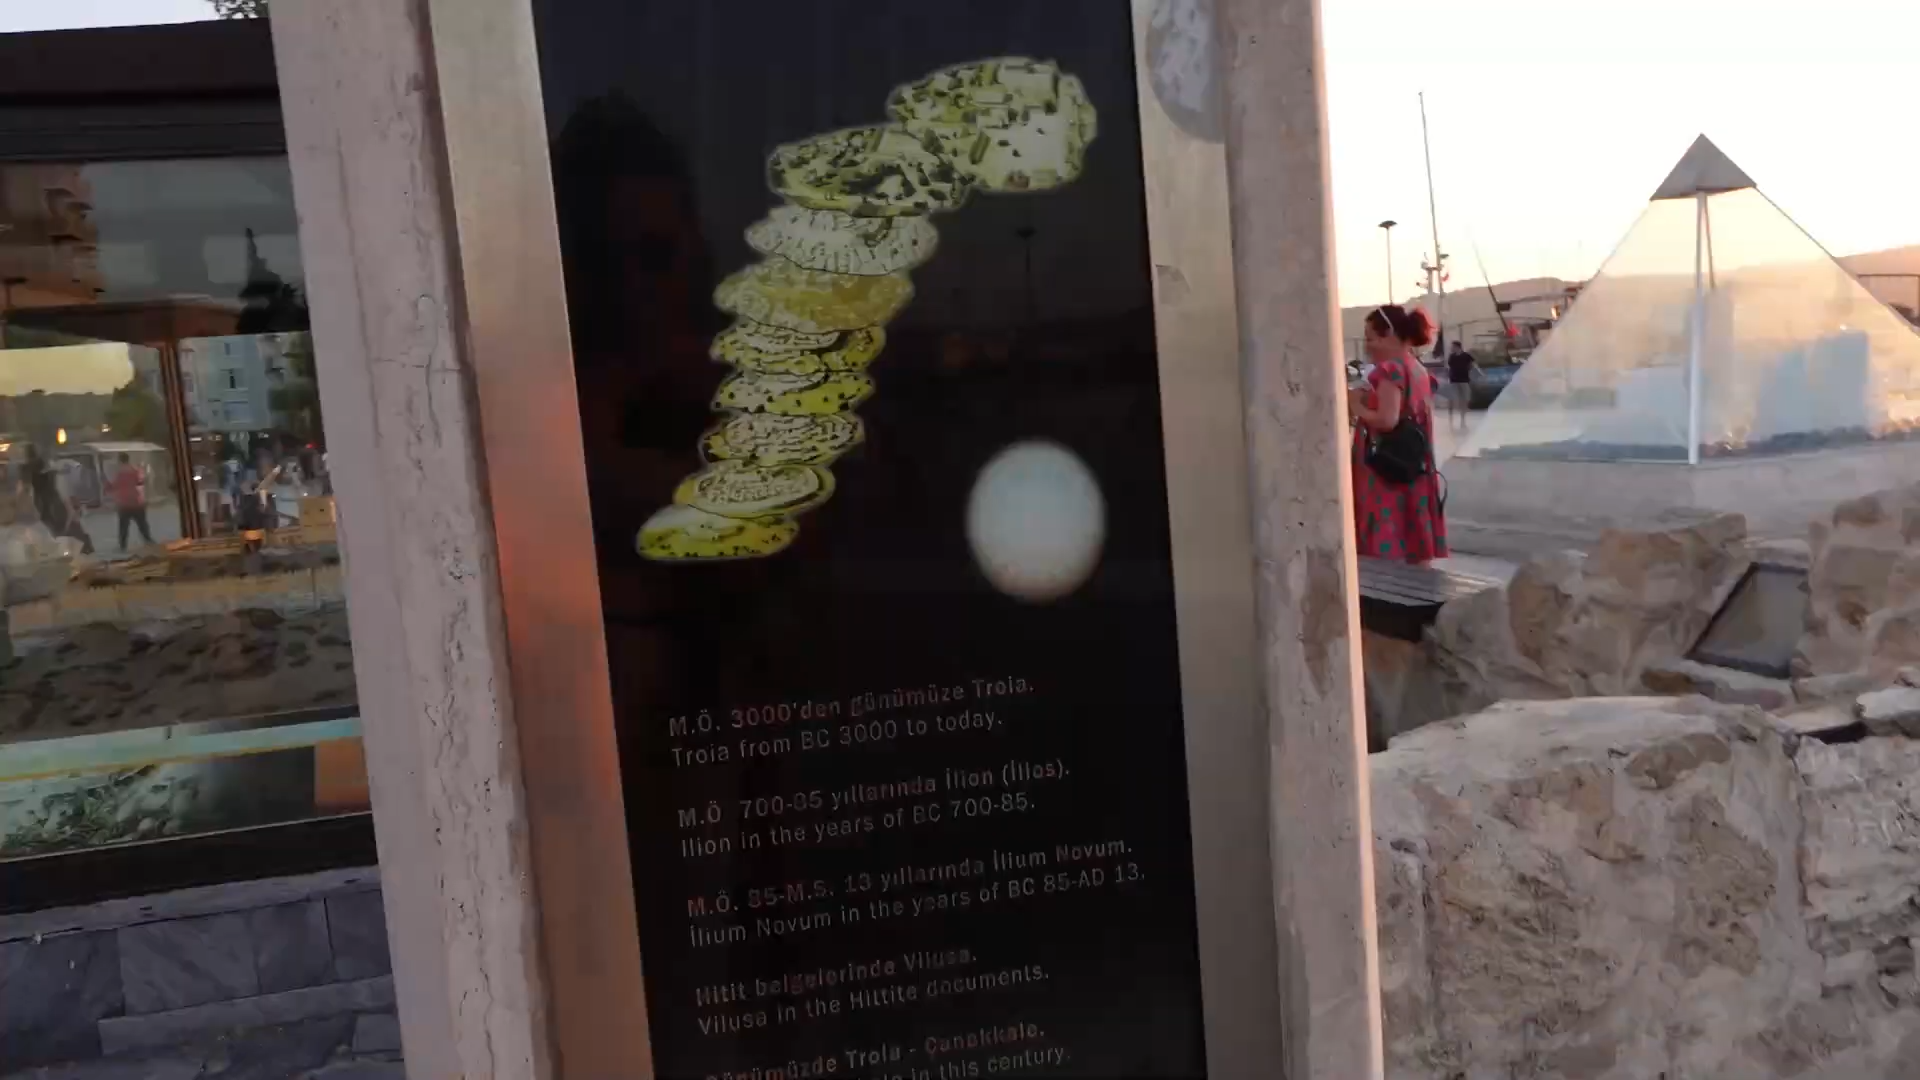 M.Ö. 3000'den günümüze Troia.
Troia from BC 3000 to today.
M.Ö 700-85 yıllarında İlion (İlios).
Ilion in the years of BC 700-85.
M.Ö. 85-M.S. 13 yıllarında İlium Novum.
İlium Novum in the years of BC 85-AD 13.
Hitit belgelerinde Vilusa.
Vilusa in the Hittite documents.
Günümüzde Troia - Çanakkale.
in this century.